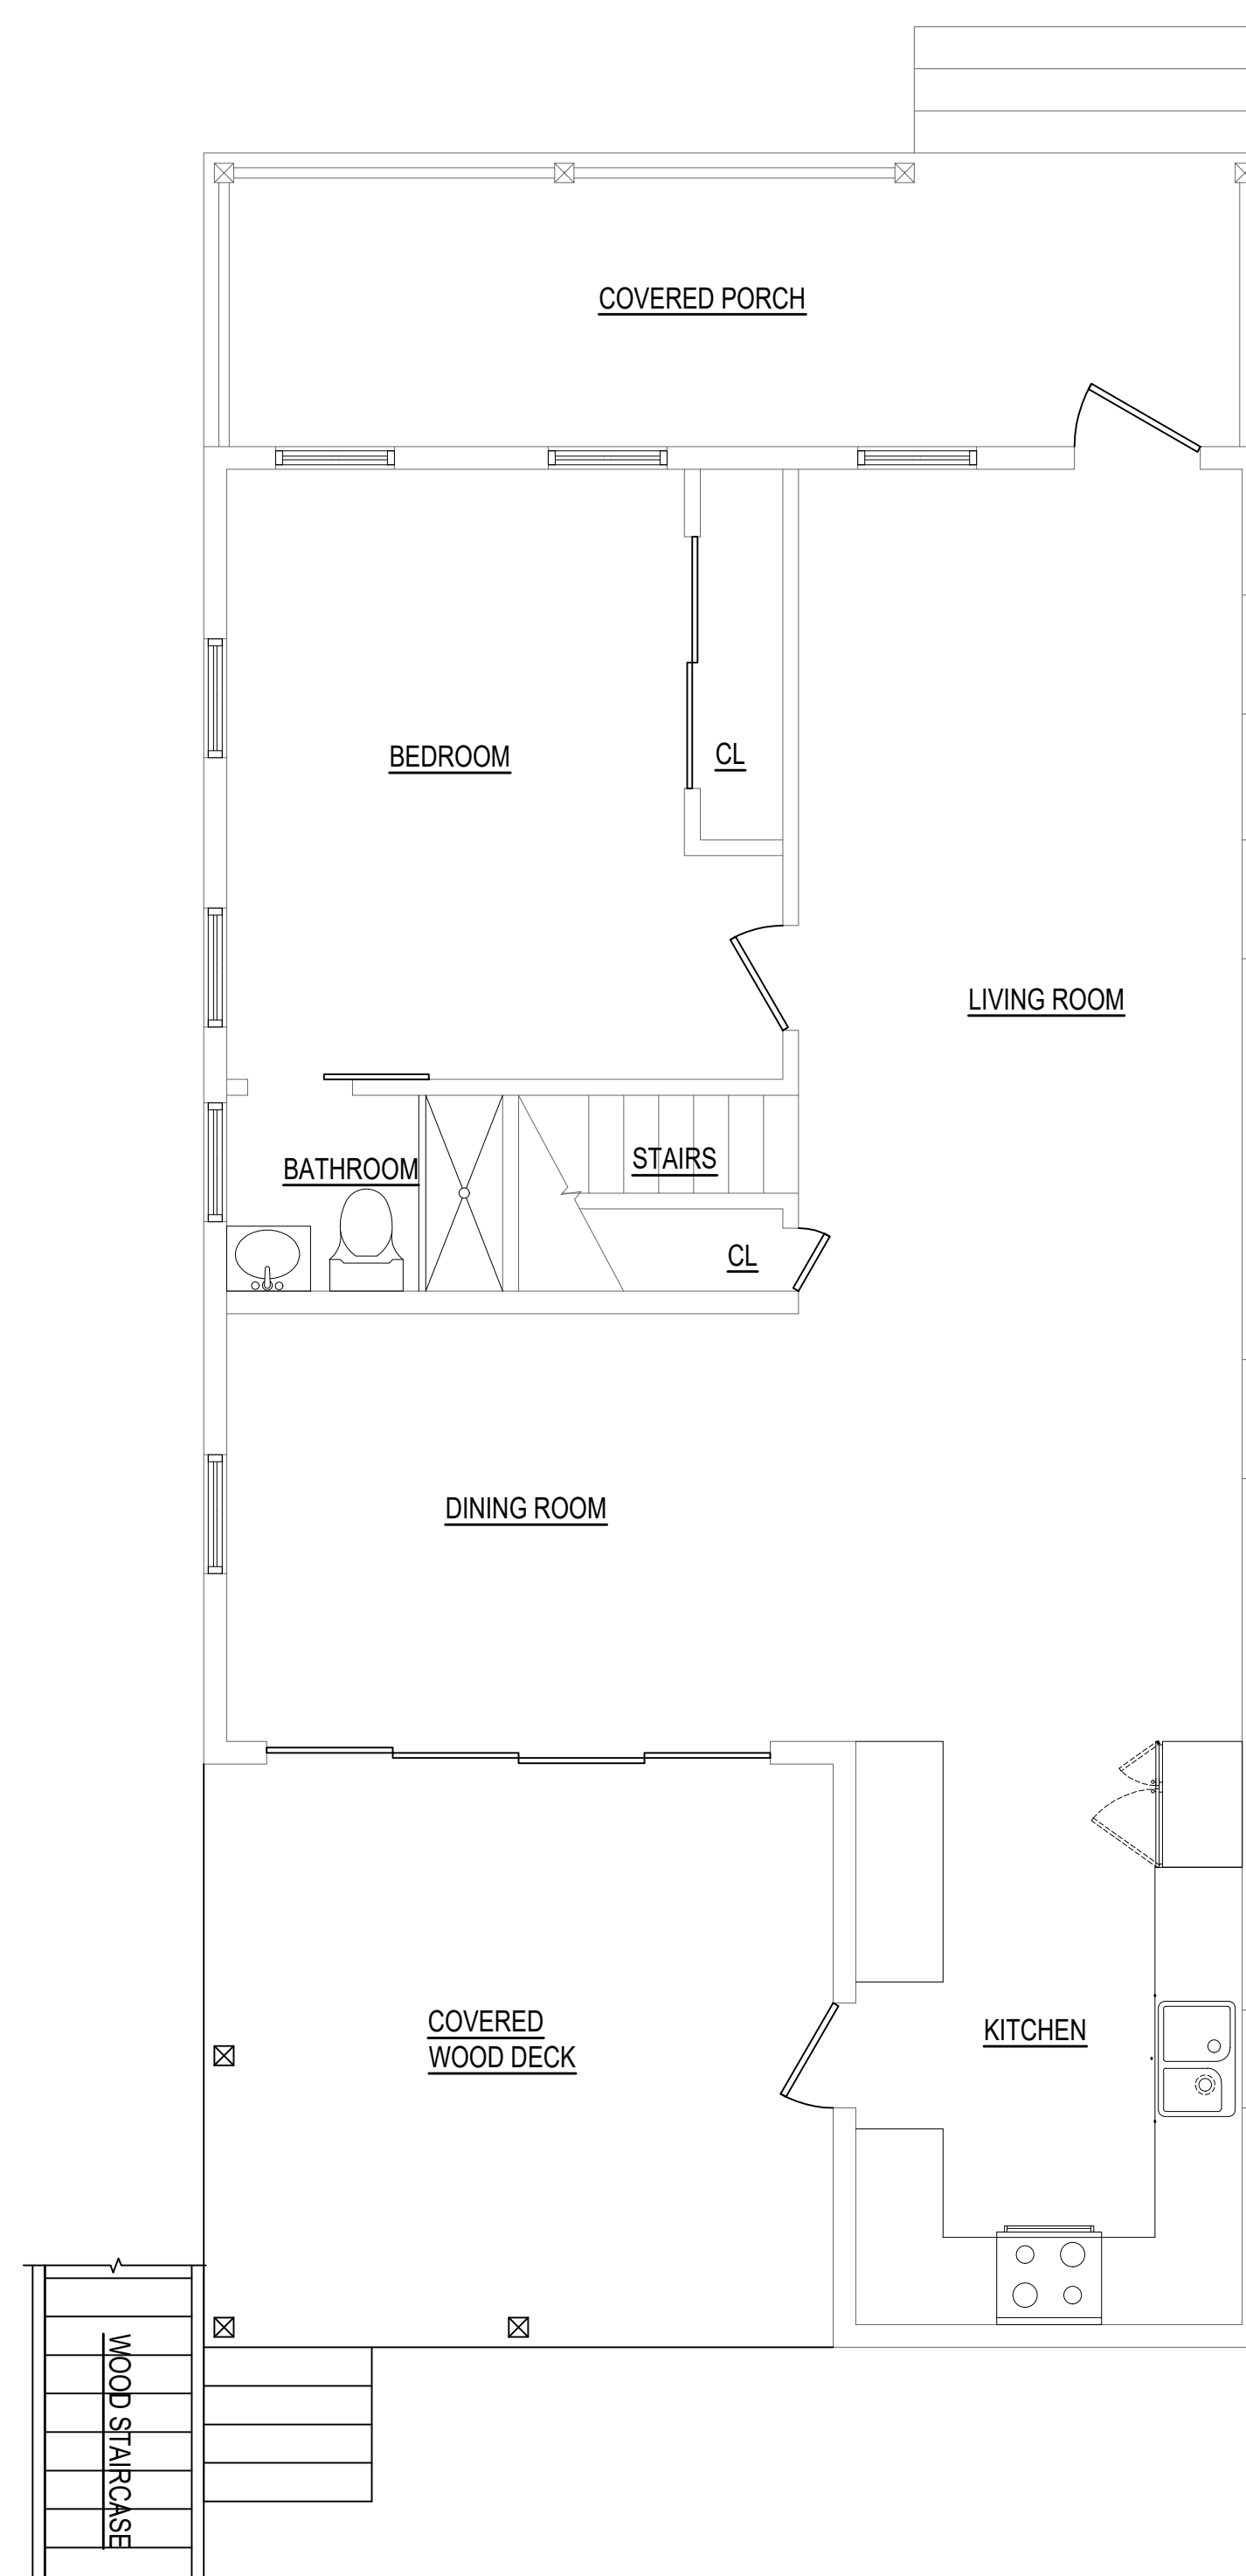 COVERED PORCH
BEDROOM
CL
LIVING ROOM
BATHROOM
STAIRS
CL
DINING ROOM
COVERED
WOOD DECK
KITCHEN
WOOD STAIRCASE